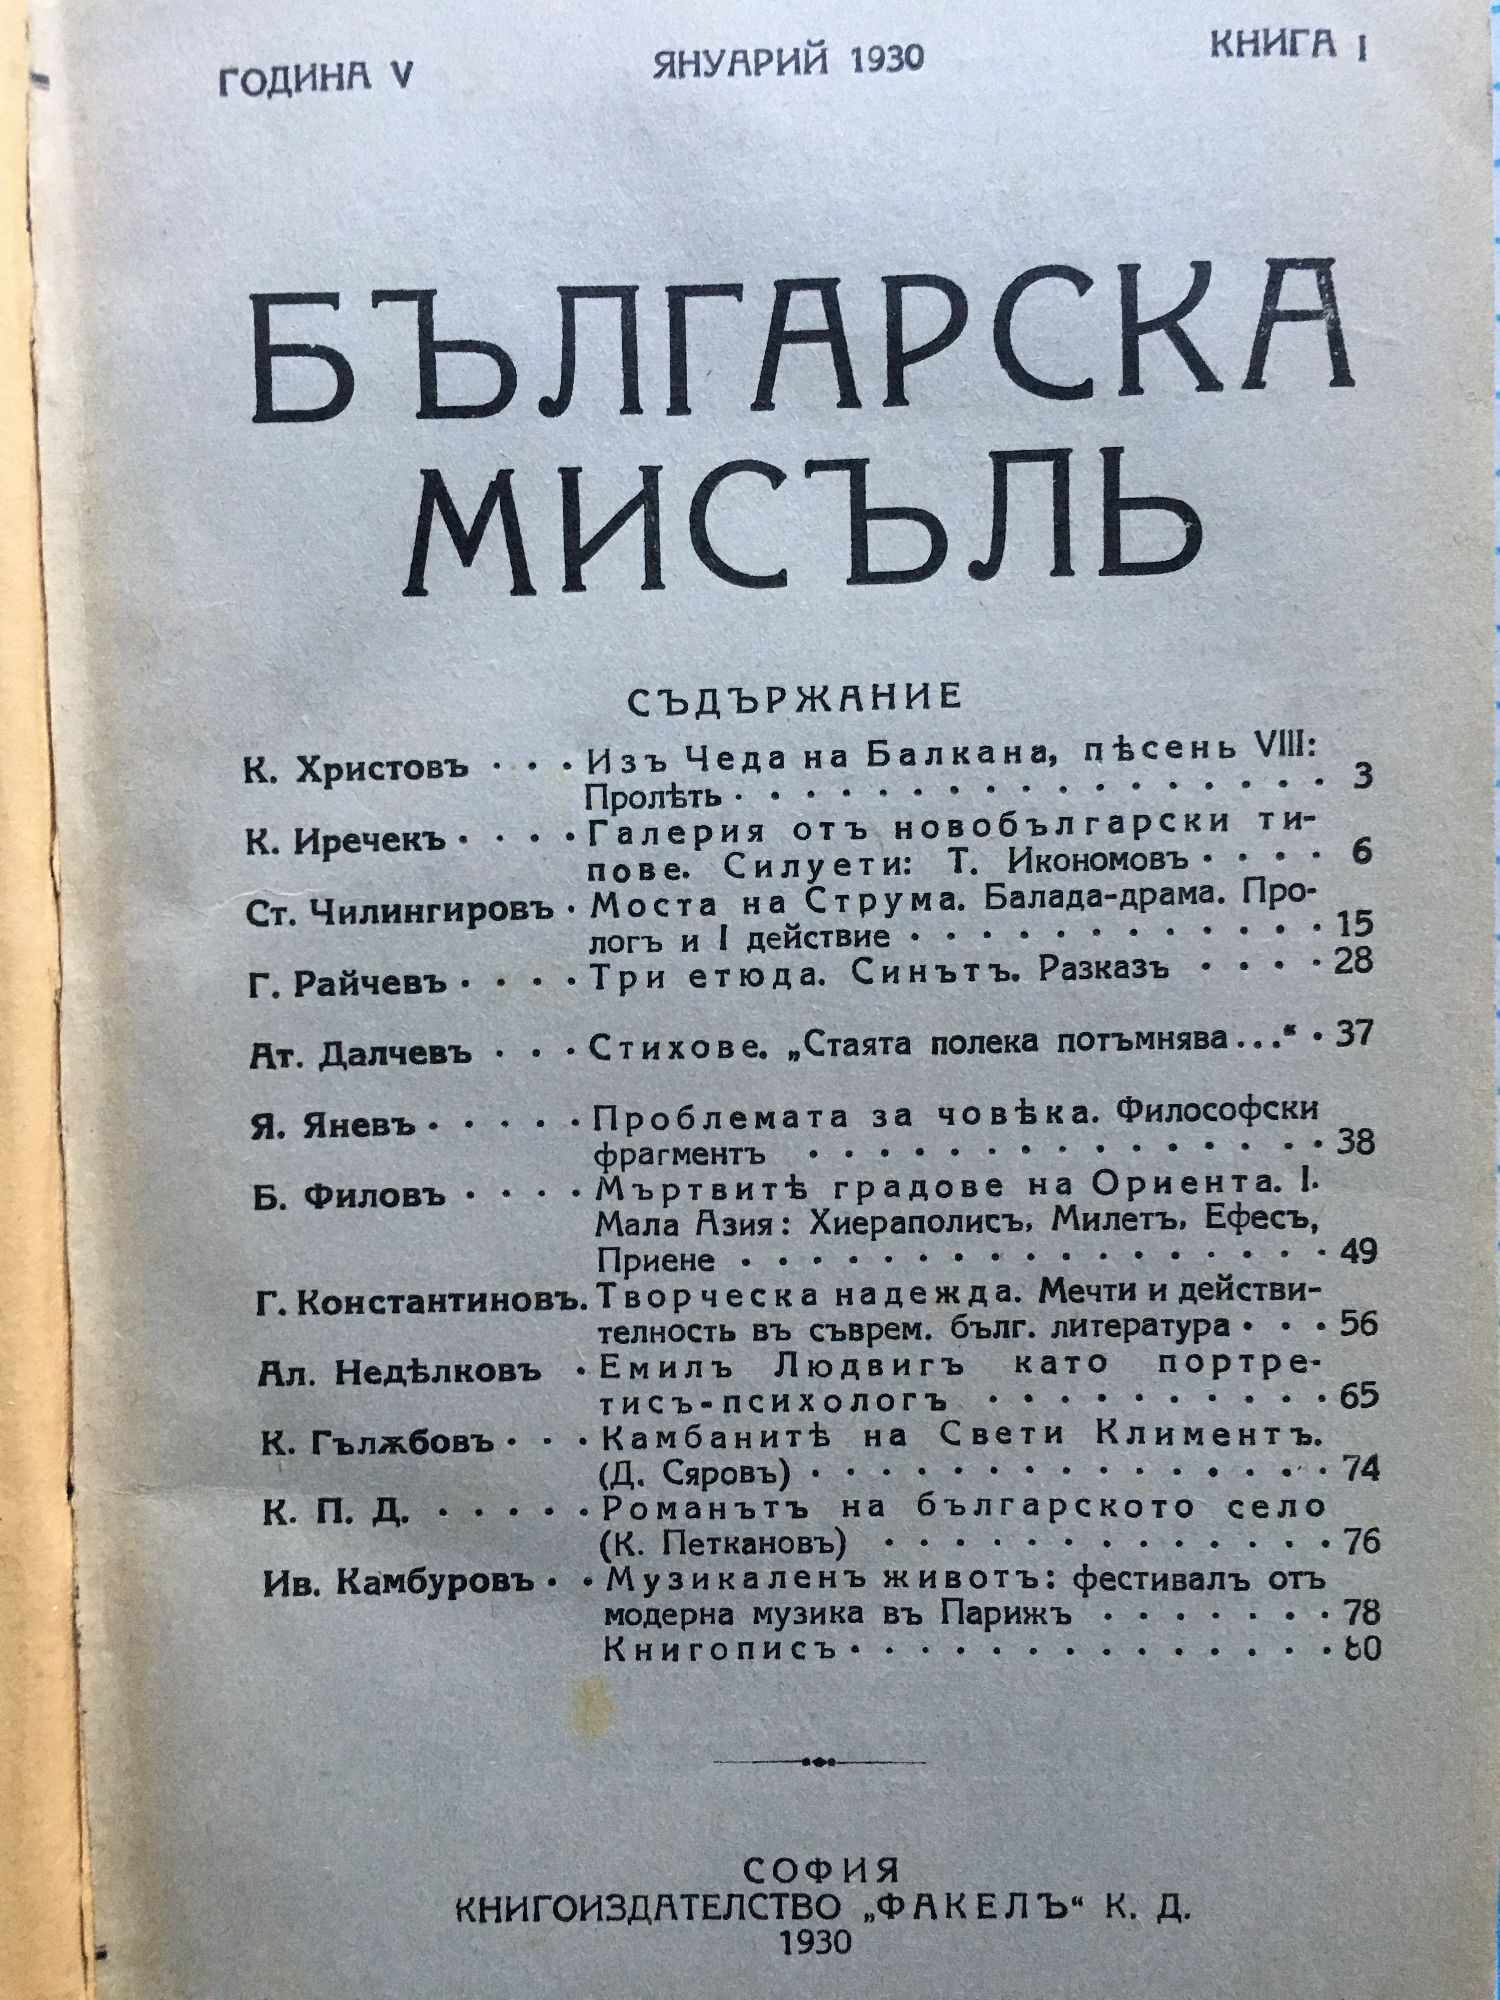 ГОДИНА V ЯНУАРИЙ 1930 КНИГА I
БЪЛГАРСКА
МИСЪЛЬ
СЪДЪРЖАНИЕ
К. Христовъ · · · Изъ Чеда на Балкана, пѣсень VIII:
Пролѣть · · · · · · · · · · · · · · · · · 3
К. Иречекъ · · · · Галерия отъ новобългарски ти-
пове. Силуети: Т. Икономовъ · · · · 6
Ст. Чилингировъ · Моста на Струма. Балада-драма. Про-
логъ и I действие · · · · · · · · · · · · 15
Г. Райчевъ · · · · Три етюда. Синътъ. Разказъ · · · · 28
Ат. Далчевъ · · · Стихове. „Стаята полека потъмнява...“ · 37
Я. Яневъ · · · · · Проблемата за човѣка. Философски
фрагментъ · · · · · · · · · · · · · · · 38
Б. Филовъ · · · · Мъртвитѣ градове на Ориента. I.
Мала Азия: Хиераполисъ, Милетъ, Ефесъ,
Приене · · · · · · · · · · · · · · · · · 49
Г. Константиновъ. Творческа надежда. Мечти и действи-
телность въ съврем. бълг. литература · · · 56
Ал. Недѣлковъ · Емилъ Людвигъ като портре-
тисъ-психологъ · · · · · · · · · · 65
К. Гълѫбовъ · · · Камбанитѣ на Свети Климентъ.
(Д. Сяровъ) · · · · · · · · · · · · · · · 74
К. П. Д. · · · · · Романътъ на българското село
(К. Петкановъ) · · · · · · · · · · · · · 76
Ив. Камбуровъ · · Музикаленъ животъ: фестивалъ отъ
модерна музика въ Парижъ · · · · · · · 78
Книгописъ · · · · · · · · · · · · · · 80
СОФИЯ
КНИГОИЗДАТЕЛСТВО „ФАКЕЛЪ“ К. Д.
1930